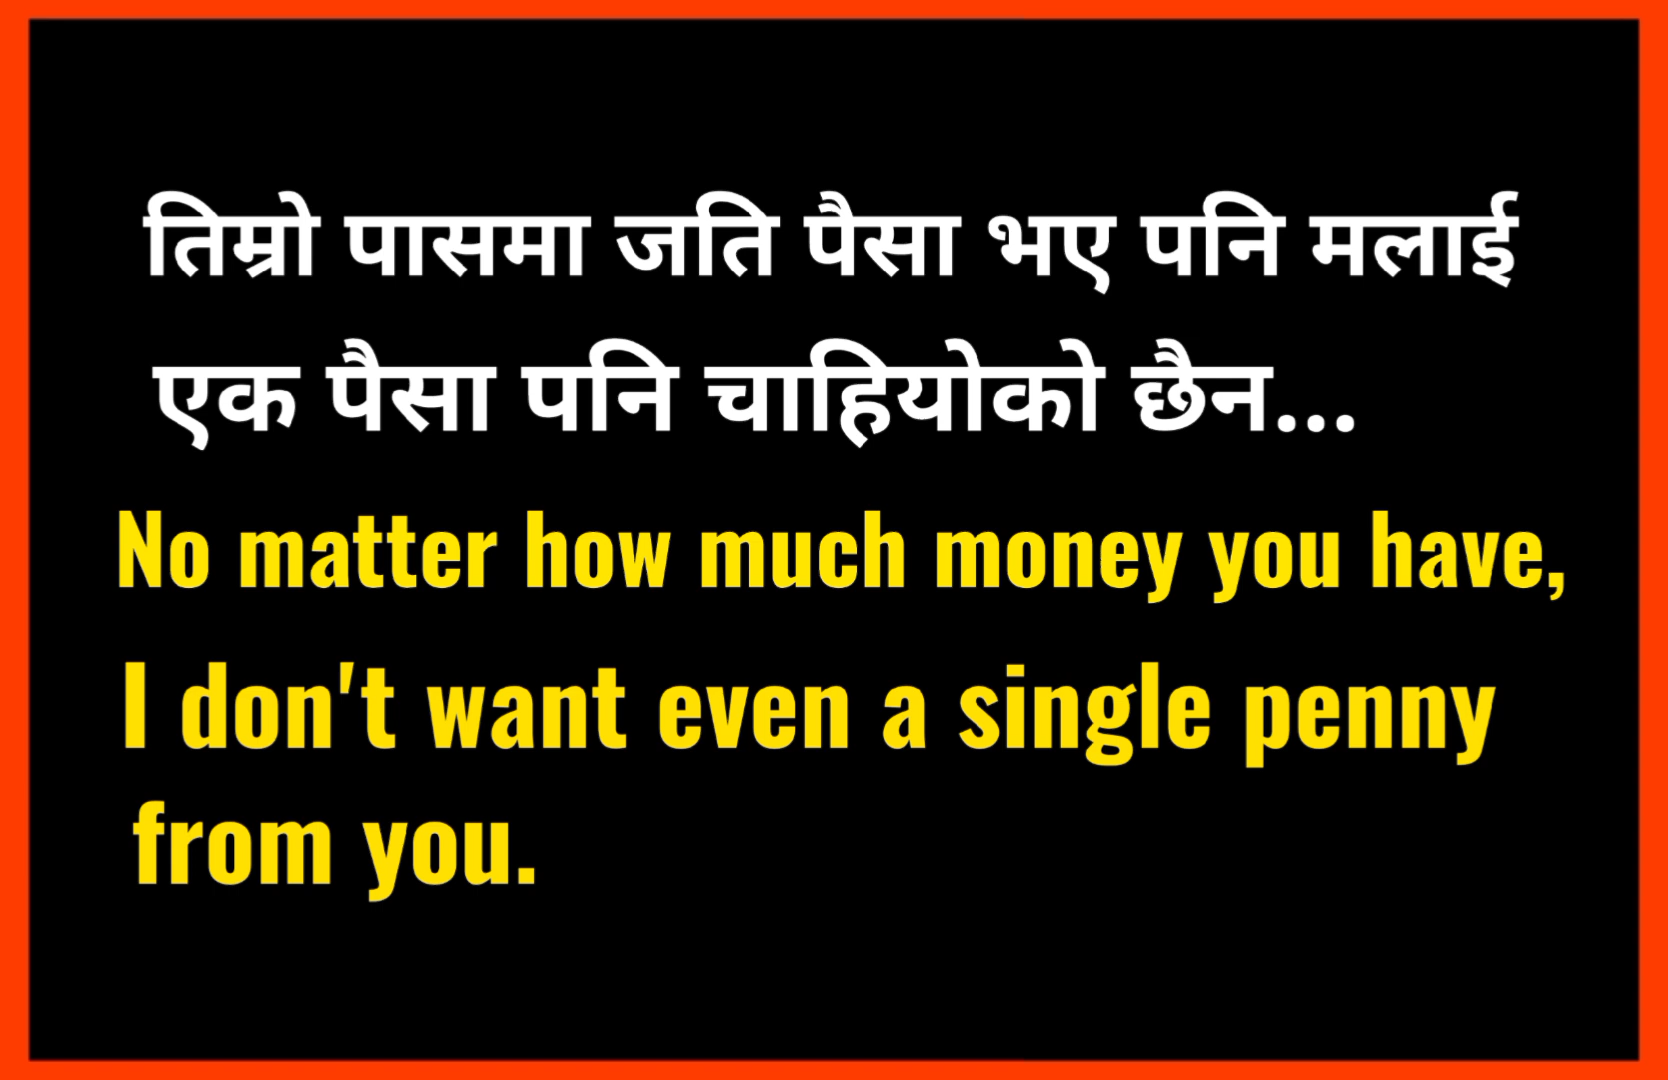 तिम्रो पासमा जति पैसा भए पनि मलाई
एक पैसा पनि चाहियोको छैन...
No matter how much money you have,
I don't want even a single penny
from you.